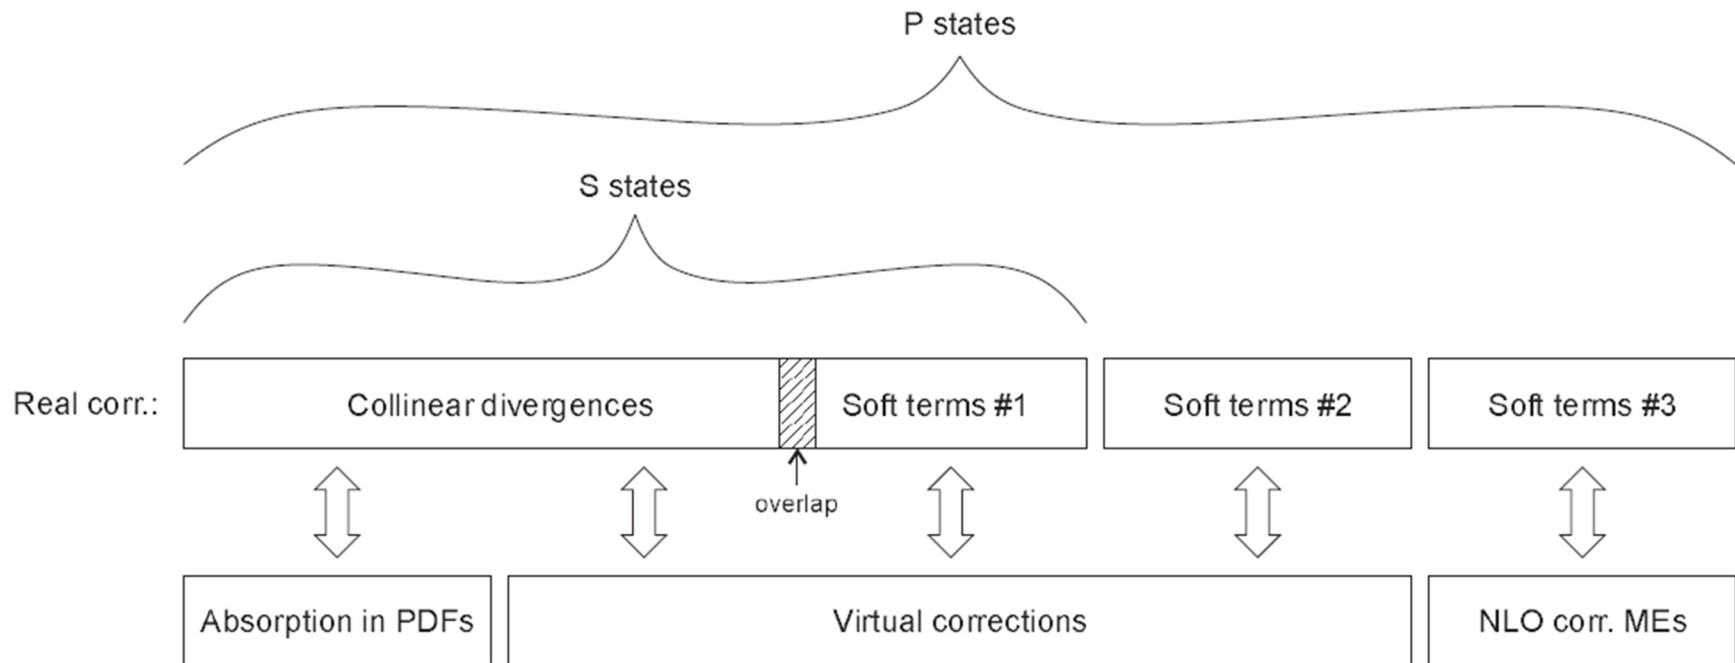 P states
S states
Real corr.: Collinear divergences Soft terms #1 Soft terms #2 Soft terms #3
overlap
Absorption in PDFs Virtual corrections NLO corr. MEs